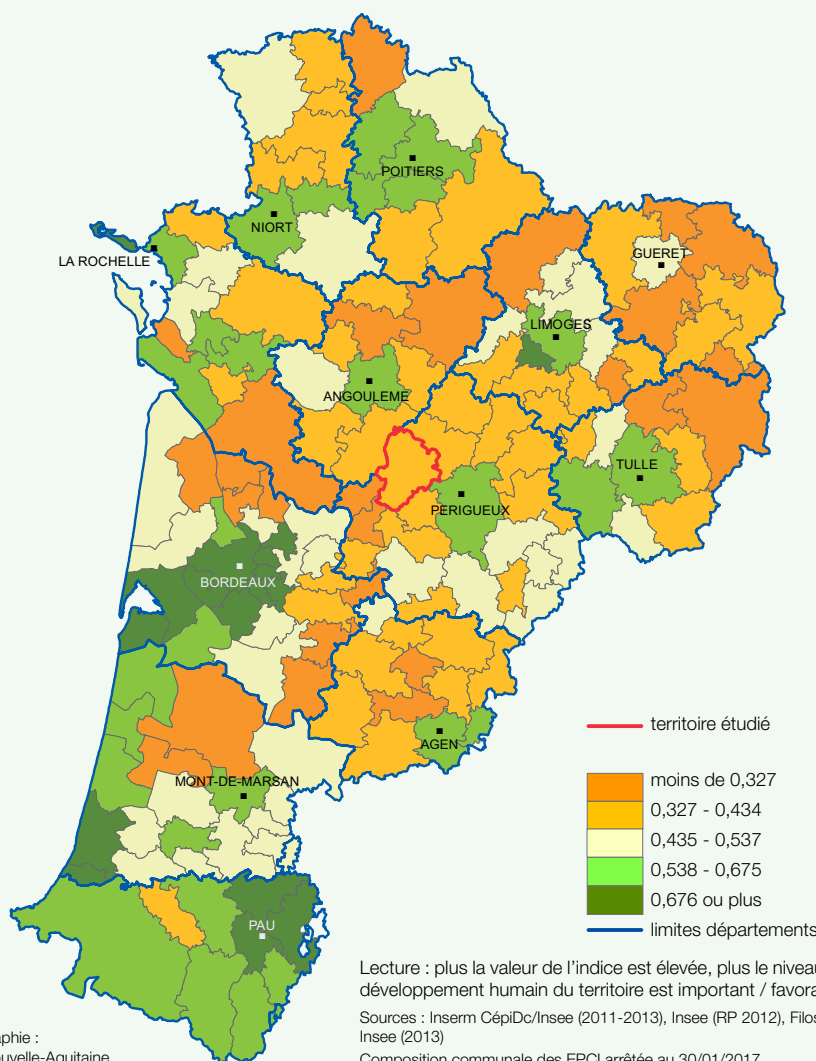 POITIERS
NIORT
LA ROCHELLE
GUERET
LIMOGES
ANGOULEME
TULLE
PERIGUEUX
BORDEAUX
AGEN
MONT-DE-MARSAN
PAU
territoire étudié
moins de 0,327
0,327 - 0,434
0,435 - 0,537
0,538 - 0,675
0,676 ou plus
limites départements
Lecture : plus la valeur de l'indice est élevée, plus le niveau
développement humain du territoire est important / favora
Sources : Inserm CépiDc/Insee (2011-2013), Insee (RP 2012), Filos
Insee (2013)
Composition communale des EPCI arrêtée au 30/01/2017
aphie :
ouvelle-Aquitaine